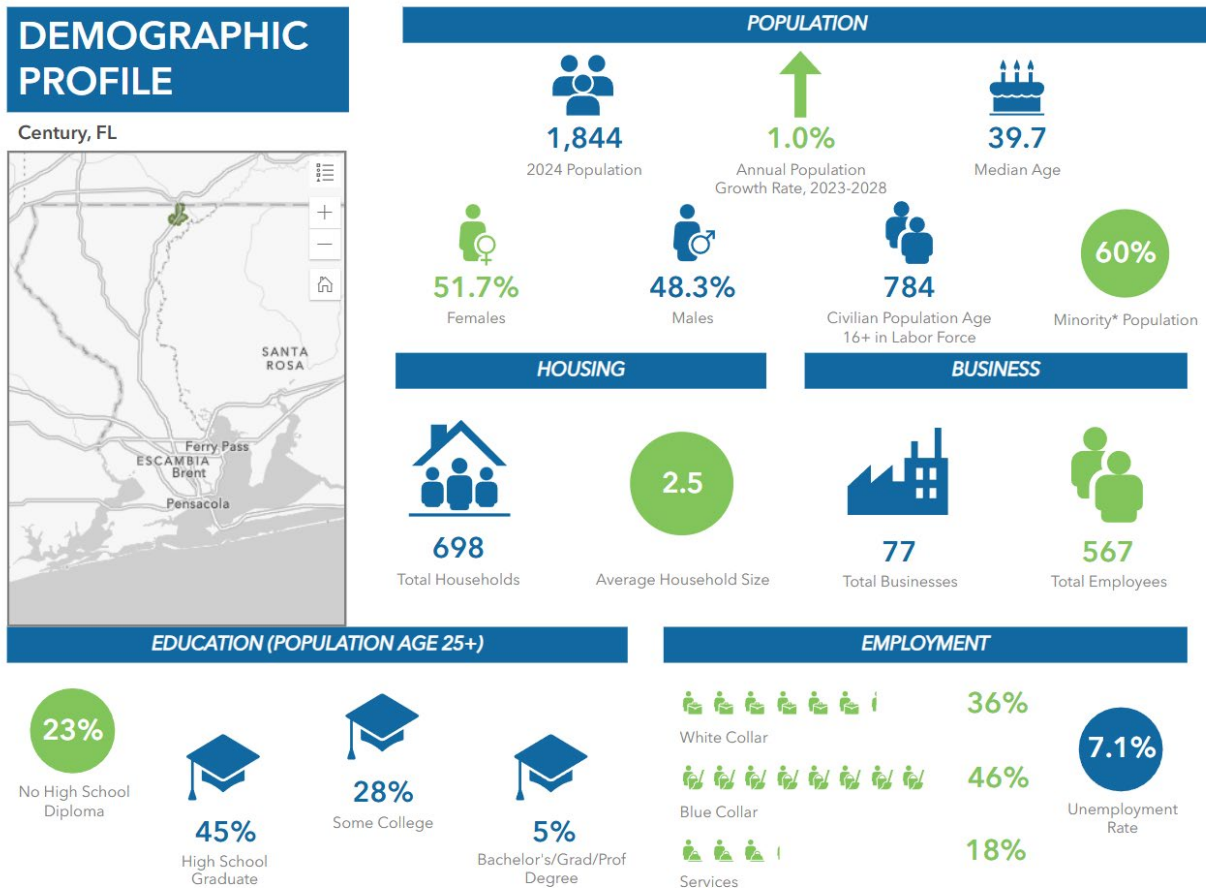 DEMOGRAPHIC
PROFILE
Century, FL
SANTA
ROSA
Ferry Pass
ESCAMBIA
Brent
Pensacola
POPULATION
1,844
2024 Population
1.0%
Annual Population
Growth Rate, 2023-2028
39.7
Median Age
51.7%
Females
48.3%
Males
784
Civilian Population Age
16+ in Labor Force
60%
Minority* Population
HOUSING
698
Total Households
2.5
Average Household Size
BUSINESS
77
Total Businesses
567
Total Employees
EDUCATION (POPULATION AGE 25+)
23%
No High School
Diploma
45%
High School
Graduate
28%
Some College
5%
Bachelor's/Grad/Prof
Degree
EMPLOYMENT
36%
White Collar
46%
Blue Collar
18%
Services
7.1%
Unemployment
Rate